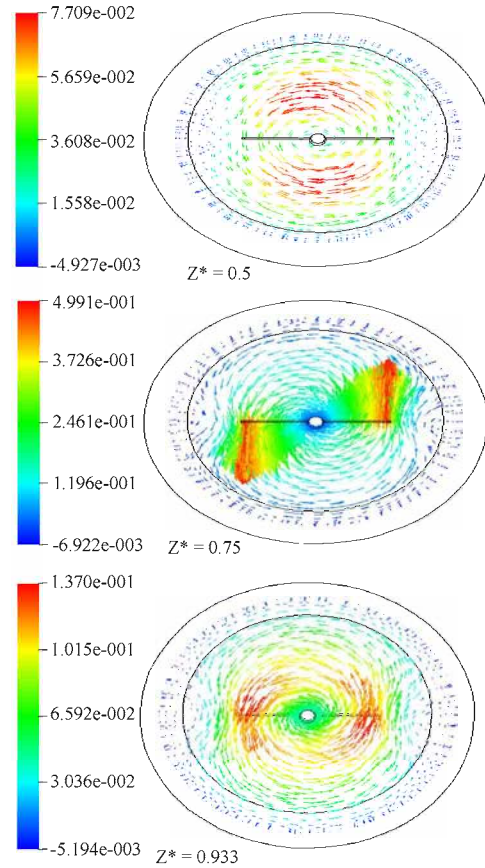 7.709e-002
5.659e-002
3.608e-002
1.558e-002
-4.927e-003
Z* = 0.5
4.991e-001
3.726e-001
2.461e-001
1.196e-001
-6.922e-003
Z* = 0.75
1.370e-001
1.015e-001
6.592e-002
3.036e-002
-5.194e-003
Z* = 0.933